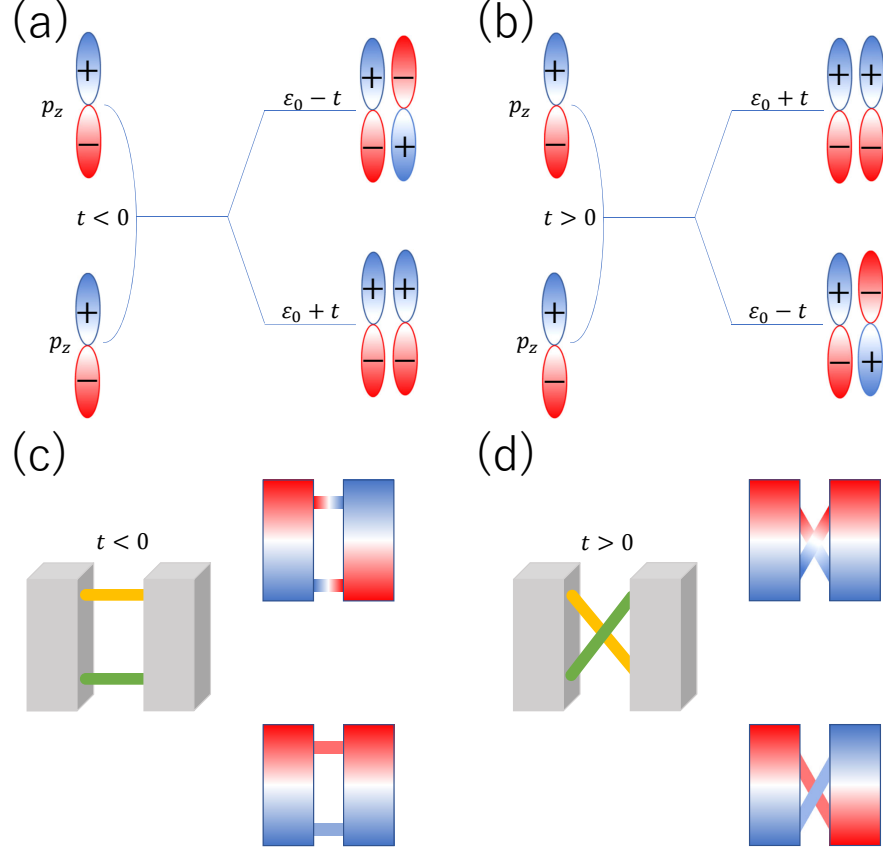 (a)
+
−
p_z
t < 0
+
−
p_z
ε₀ − t
+ −
− +
ε₀ + t
+ +
− −
(b)
+
−
p_z
t > 0
+
−
p_z
ε₀ + t
+ +
− −
ε₀ − t
+ −
− +
(c)
t < 0
(d)
t > 0